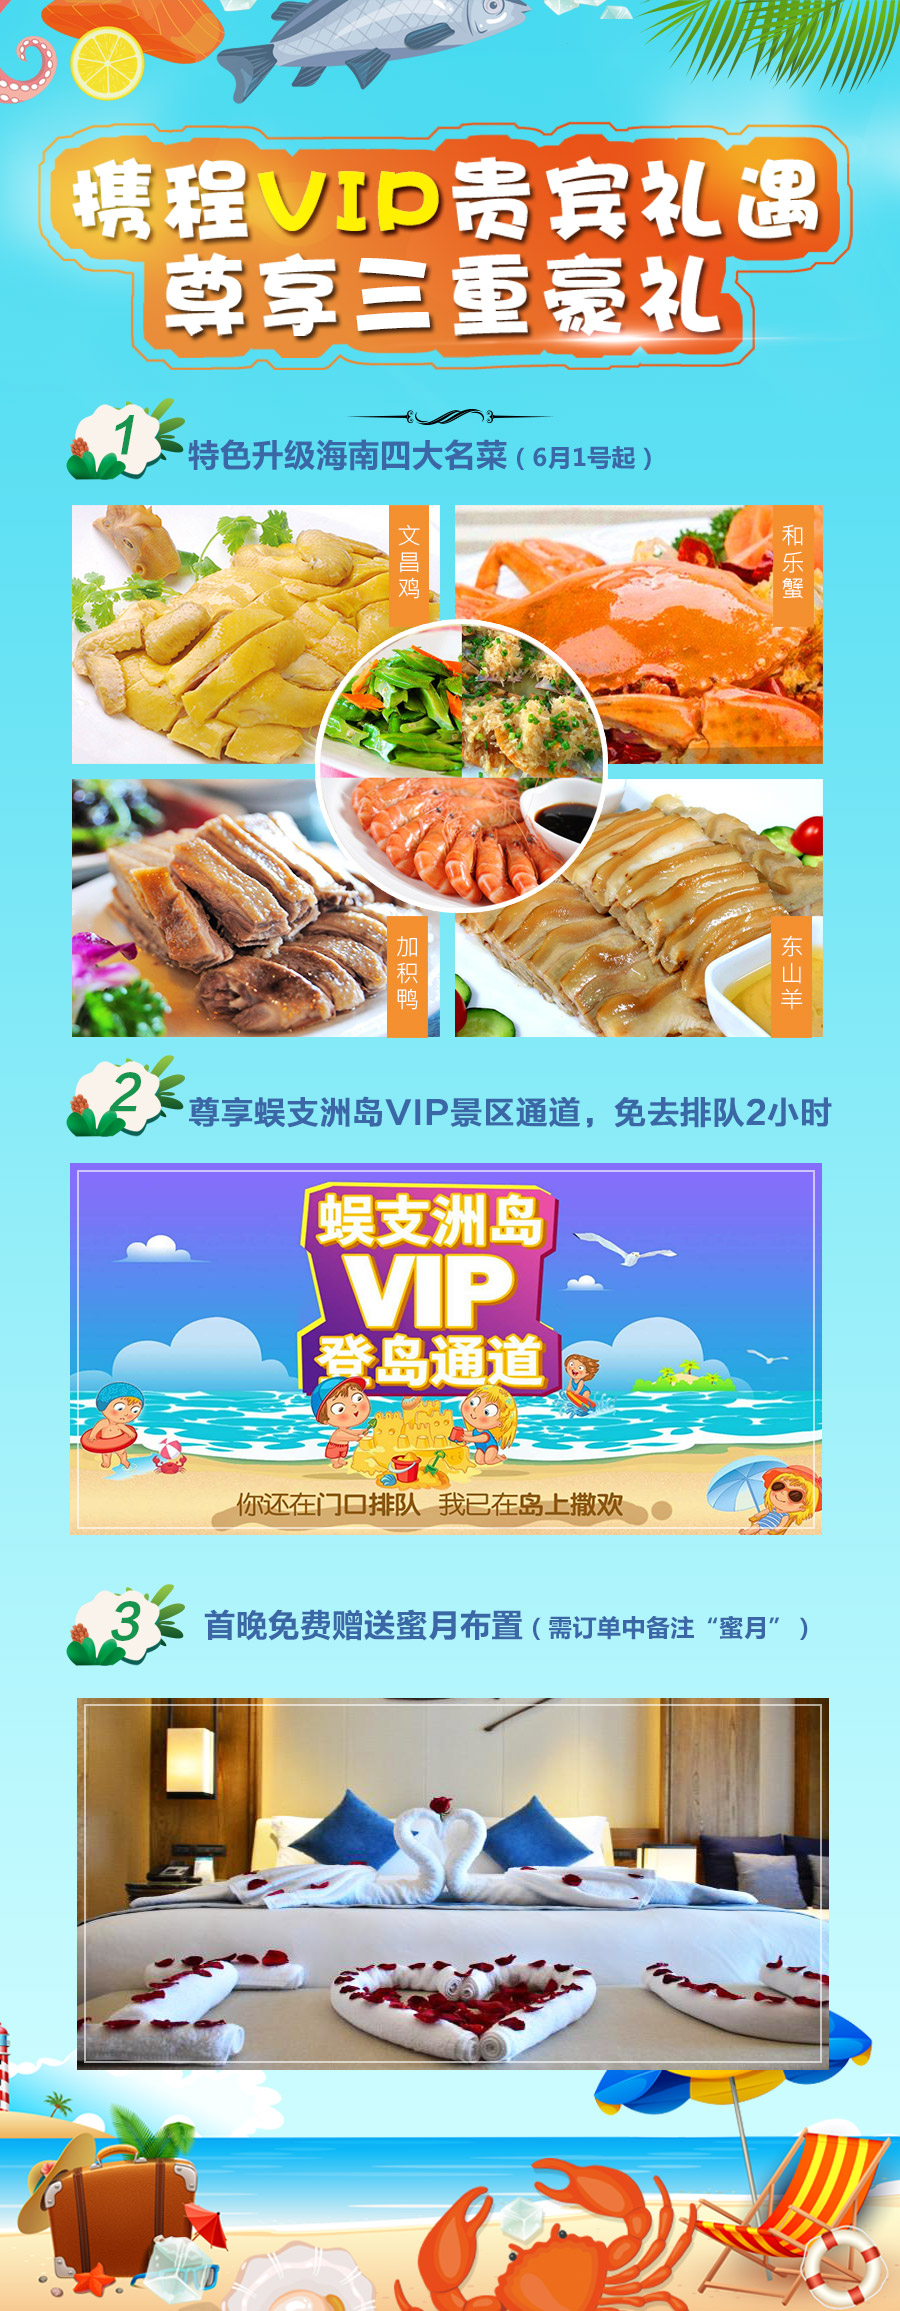 携程VIP贵宾礼遇
尊享三重豪礼
1
特色升级海南四大名菜（6月1号起）
文昌鸡
和乐蟹
加积鸭
东山羊
2
尊享蜈支洲岛VIP景区通道，免去排队2小时
蜈支洲岛
VIP
登岛通道
你还在门口排队 我已在岛上撒欢
3
首晚免费赠送蜜月布置（需订单中备注“蜜月”）